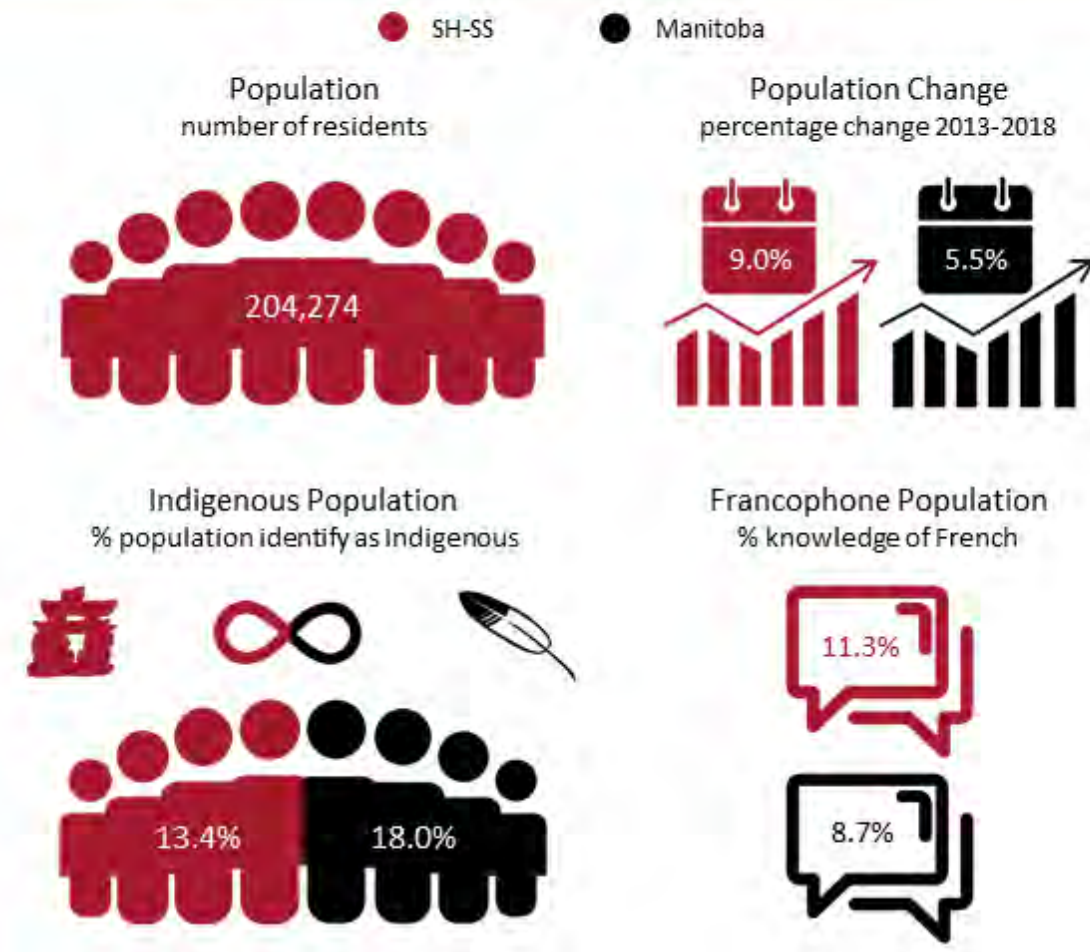 SH-SS
Manitoba
Population
number of residents
204,274
Population Change
percentage change 2013-2018
9.0%
5.5%
Indigenous Population
% population identify as Indigenous
13.4%
18.0%
Francophone Population
% knowledge of French
11.3%
8.7%